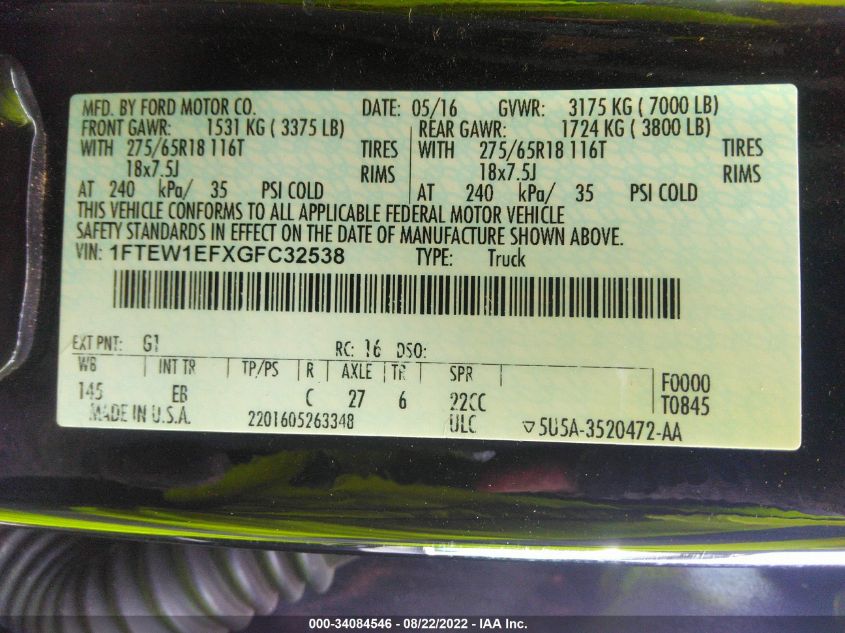 MFD. BY FORD MOTOR CO. DATE: 05/16 GVWR: 3175 KG ( 7000 LB)
FRONT GAWR: 1531 KG ( 3375 LB) REAR GAWR: 1724 KG ( 3800 LB)
WITH 275/65R18 116T TIRES WITH 275/65R18 116T TIRES
18x7.5J RIMS 18x7.5J RIMS
AT 240 kPa/ 35 PSI COLD AT 240 kPa/ 35 PSI COLD
THIS VEHICLE CONFORMS TO ALL APPLICABLE FEDERAL MOTOR VEHICLE
SAFETY STANDARDS IN EFFECT ON THE DATE OF MANUFACTURE SHOWN ABOVE.
VIN: 1FTEW1EFXGFC32538 TYPE: Truck
EXT PNT: G1 RC: 16 DSO:
WB INT TR TP/PS R AXLE TR SPR F0000
145 EB C 27 6 22CC T0845
MADE IN U.S.A. 2201605263348 ULC ▽5U5A-3520472-AA
000-34084546 - 08/22/2022 - IAA Inc.